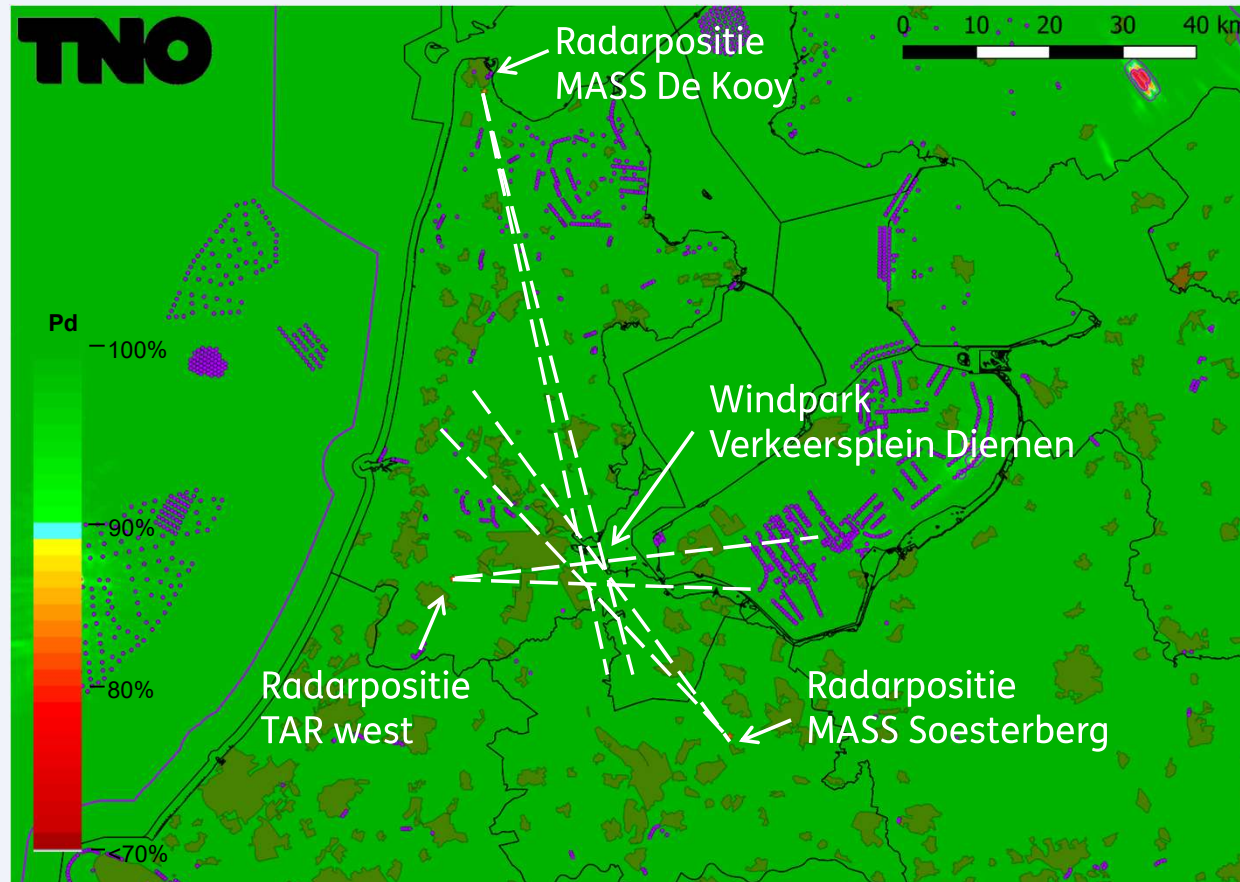 TNO
0 10 20 30 40 km
Radarpositie
MASS De Kooy
Pd
100%
90%
80%
<70%
Windpark
Verkeersplein Diemen
Radarpositie
TAR west
Radarpositie
MASS Soesterberg